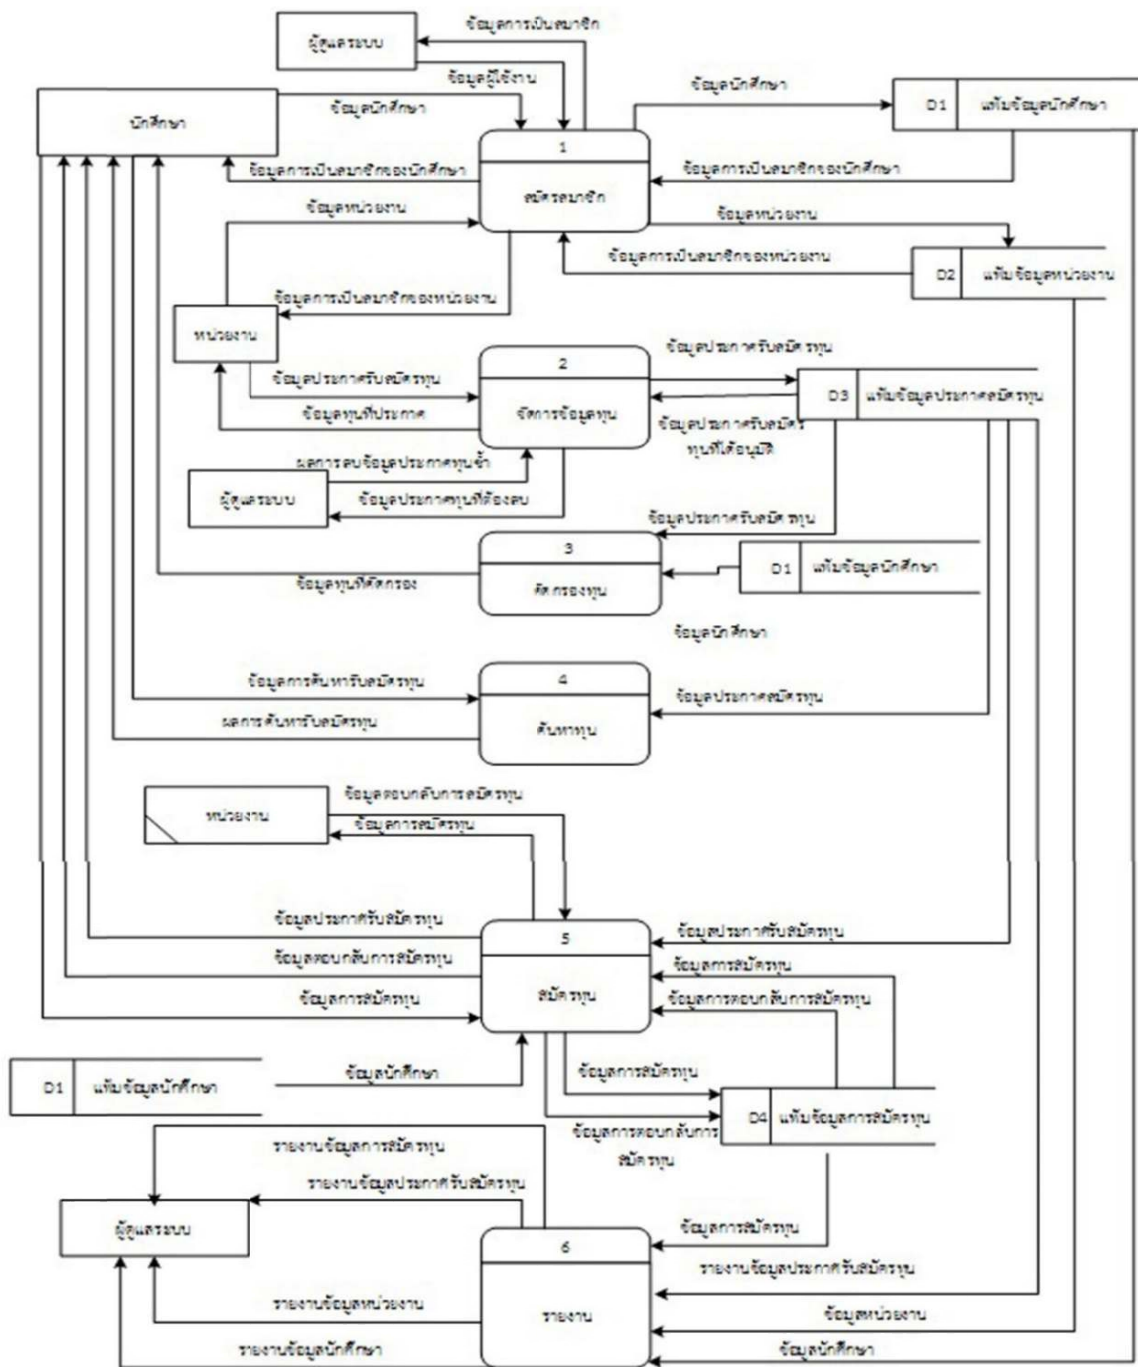 ข้อมูลการเป็นสมาชิก
ผู้ดูแลระบบ
ข้อมูลผู้ใช้งาน
ข้อมูลนักศึกษา
นักศึกษา
ข้อมูลนักศึกษา
D1 แฟ้มข้อมูลนักศึกษา
1
สมัครสมาชิก
ข้อมูลการเป็นสมาชิกของนักศึกษา
ข้อมูลการเป็นสมาชิกของนักศึกษา
ข้อมูลหน่วยงาน
ข้อมูลหน่วยงาน
ข้อมูลการเป็นสมาชิกของหน่วยงาน
D2 แฟ้มข้อมูลหน่วยงาน
ข้อมูลการเป็นสมาชิกของหน่วยงาน
หน่วยงาน
ข้อมูลประกาศรับสมัครทุน
2
จัดการข้อมูลทุน
ข้อมูลประกาศรับสมัครทุน
ข้อมูลทุนที่ประกาศ
D3 แฟ้มข้อมูลประกาศสมัครทุน
ข้อมูลประกาศรับสมัคร
ทุนที่ได้อนุมัติ
ผลการลบข้อมูลประกาศทุนซ้ำ
ผู้ดูแลระบบ
ข้อมูลประกาศทุนที่ต้องลบ
ข้อมูลประกาศรับสมัครทุน
3
คัดกรองทุน
D1 แฟ้มข้อมูลนักศึกษา
ข้อมูลทุนที่คัดกรอง
ข้อมูลนักศึกษา
ข้อมูลการค้นหารับสมัครทุน
4
ค้นหาทุน
ข้อมูลประกาศสมัครทุน
ผลการค้นหารับสมัครทุน
หน่วยงาน
ข้อมูลตอบกลับการสมัครทุน
ข้อมูลการสมัครทุน
ข้อมูลประกาศรับสมัครทุน
5
สมัครทุน
ข้อมูลประกาศรับสมัครทุน
ข้อมูลตอบกลับการสมัครทุน
ข้อมูลการสมัครทุน
ข้อมูลการสมัครทุน
ข้อมูลการตอบกลับการสมัครทุน
D1 แฟ้มข้อมูลนักศึกษา
ข้อมูลนักศึกษา
ข้อมูลการสมัครทุน
D4 แฟ้มข้อมูลการสมัครทุน
ข้อมูลการตอบกลับการ
สมัครทุน
รายงานข้อมูลการสมัครทุน
รายงานข้อมูลประกาศรับสมัครทุน
ผู้ดูแลระบบ
6
รายงาน
ข้อมูลการสมัครทุน
รายงานข้อมูลประกาศรับสมัครทุน
รายงานข้อมูลหน่วยงาน
ข้อมูลหน่วยงาน
รายงานข้อมูลนักศึกษา
ข้อมูลนักศึกษา